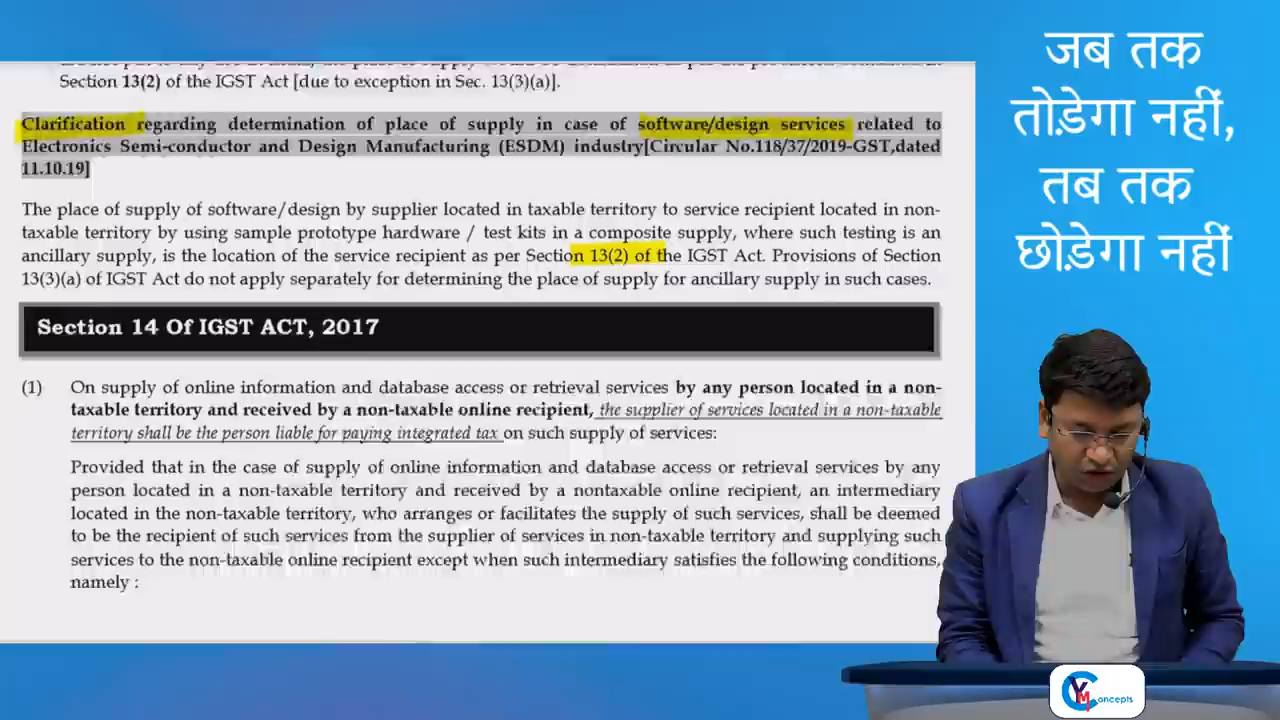 Section 13(2) of the IGST Act [due to exception in Sec. 13(3)(a)].
Clarification regarding determination of place of supply in case of software/design services related to
Electronics Semi-conductor and Design Manufacturing (ESDM) industry[Circular No.118/37/2019-GST,dated
11.10.19]
The place of supply of software/design by supplier located in taxable territory to service recipient located in non-
taxable territory by using sample prototype hardware / test kits in a composite supply, where such testing is an
ancillary supply, is the location of the service recipient as per Section 13(2) of the IGST Act. Provisions of Section
13(3)(a) of IGST Act do not apply separately for determining the place of supply for ancillary supply in such cases.
Section 14 Of IGST ACT, 2017
(1) On supply of online information and database access or retrieval services by any person located in a non-
taxable territory and received by a non-taxable online recipient, the supplier of services located in a non-taxable
territory shall be the person liable for paying integrated tax on such supply of services:
Provided that in the case of supply of online information and database access or retrieval services by any
person located in a non-taxable territory and received by a nontaxable online recipient, an intermediary
located in the non-taxable territory, who arranges or facilitates the supply of such services, shall be deemed
to be the recipient of such services from the supplier of services in non-taxable territory and supplying such
services to the non-taxable online recipient except when such intermediary satisfies the following conditions,
namely :
जब तक
तोड़ेगा नहीं,
तब तक
छोड़ेगा नहीं
YM Concepts